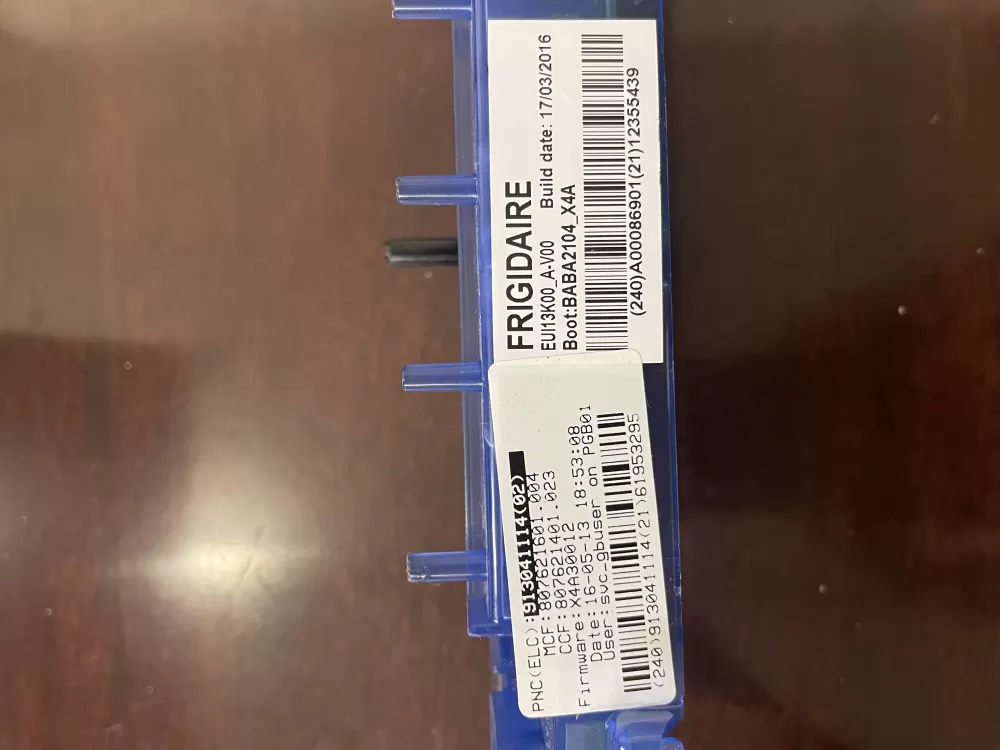 FRIGIDAIRE
EUI13K00_A-V00 Build date: 17/03/2016
Boot:BABA2104_X4A
(240)A00086901(21)12355439
PNC(ELC):913041114(02)
MCF:807621601.004
CCF:807621401.023
Firmware:X4A30012
Date:16-05-13 18:53:08
User:svc_gbuser on PGB01
(240)913041114(21)61953295